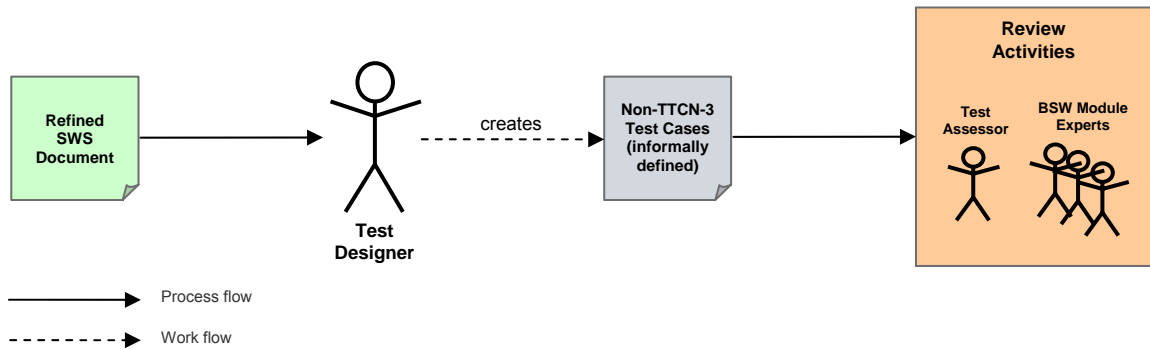 Refined
SWS
Document
Test
Designer
creates
Non-TTCN-3
Test Cases
(informally
defined)
Review
Activities
Test
Assessor
BSW Module
Experts
Process flow
Work flow